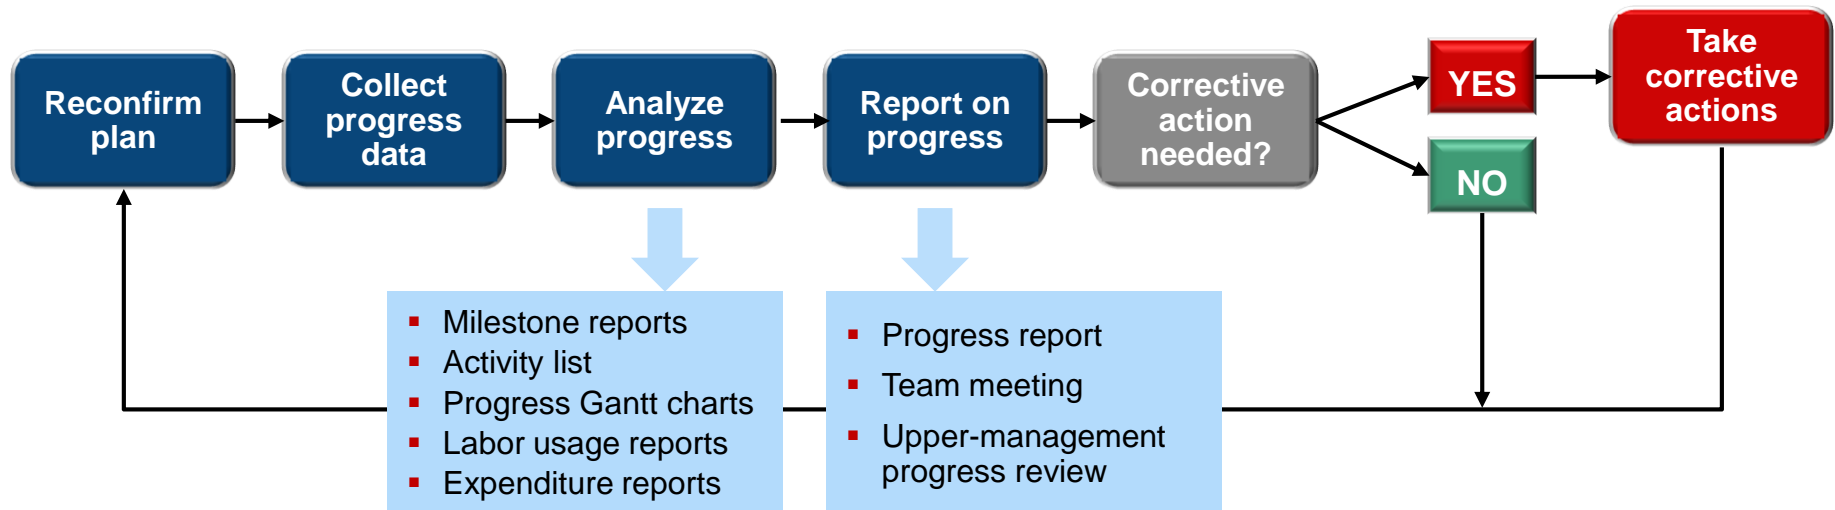 Reconfirm
plan
Collect
progress
data
Analyze
progress
Report on
progress
Corrective
action
needed?
YES
NO
Take
corrective
actions
▪ Milestone reports
▪ Activity list
▪ Progress Gantt charts
▪ Labor usage reports
▪ Expenditure reports
▪ Progress report
▪ Team meeting
▪ Upper-management
progress review